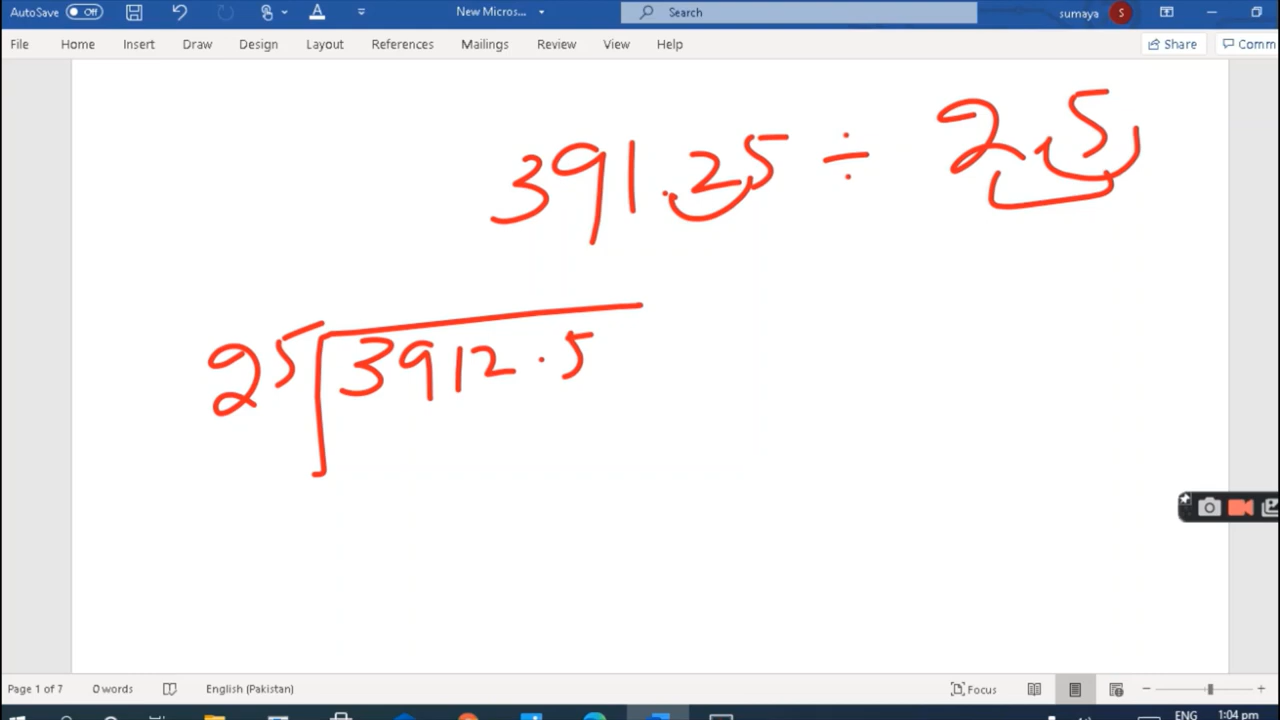 AutoSave Off New Micros... Search sumaya S
File Home Insert Draw Design Layout References Mailings Review View Help Share Comm
391.25 ÷ 2.5
25 3912.5
Page 1 of 7 0 words English (Pakistan) Focus
ENG 1:04 pm